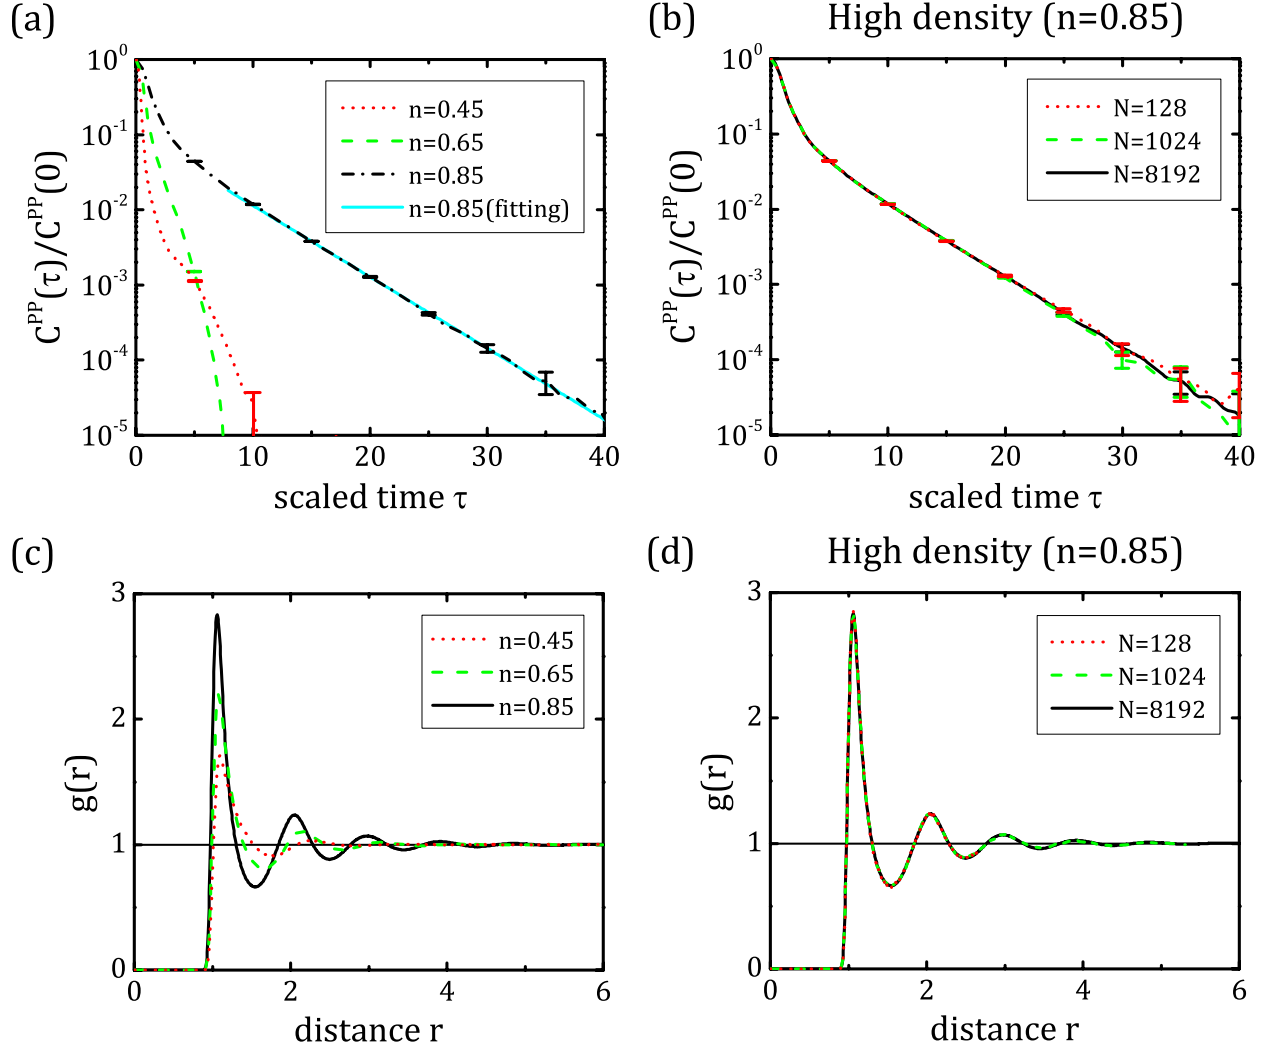 (a)
10^0
10^-1
10^-2
10^-3
10^-4
10^-5
C^PP(τ)/C^PP(0)
n=0.45
n=0.65
n=0.85
n=0.85(fitting)
0 10 20 30 40
scaled time τ
(b) High density (n=0.85)
10^0
10^-1
10^-2
10^-3
10^-4
10^-5
C^PP(τ)/C^PP(0)
N=128
N=1024
N=8192
0 10 20 30 40
scaled time τ
(c)
3
2
1
0
g(r)
n=0.45
n=0.65
n=0.85
0 2 4 6
distance r
(d) High density (n=0.85)
3
2
1
0
g(r)
N=128
N=1024
N=8192
0 2 4 6
distance r